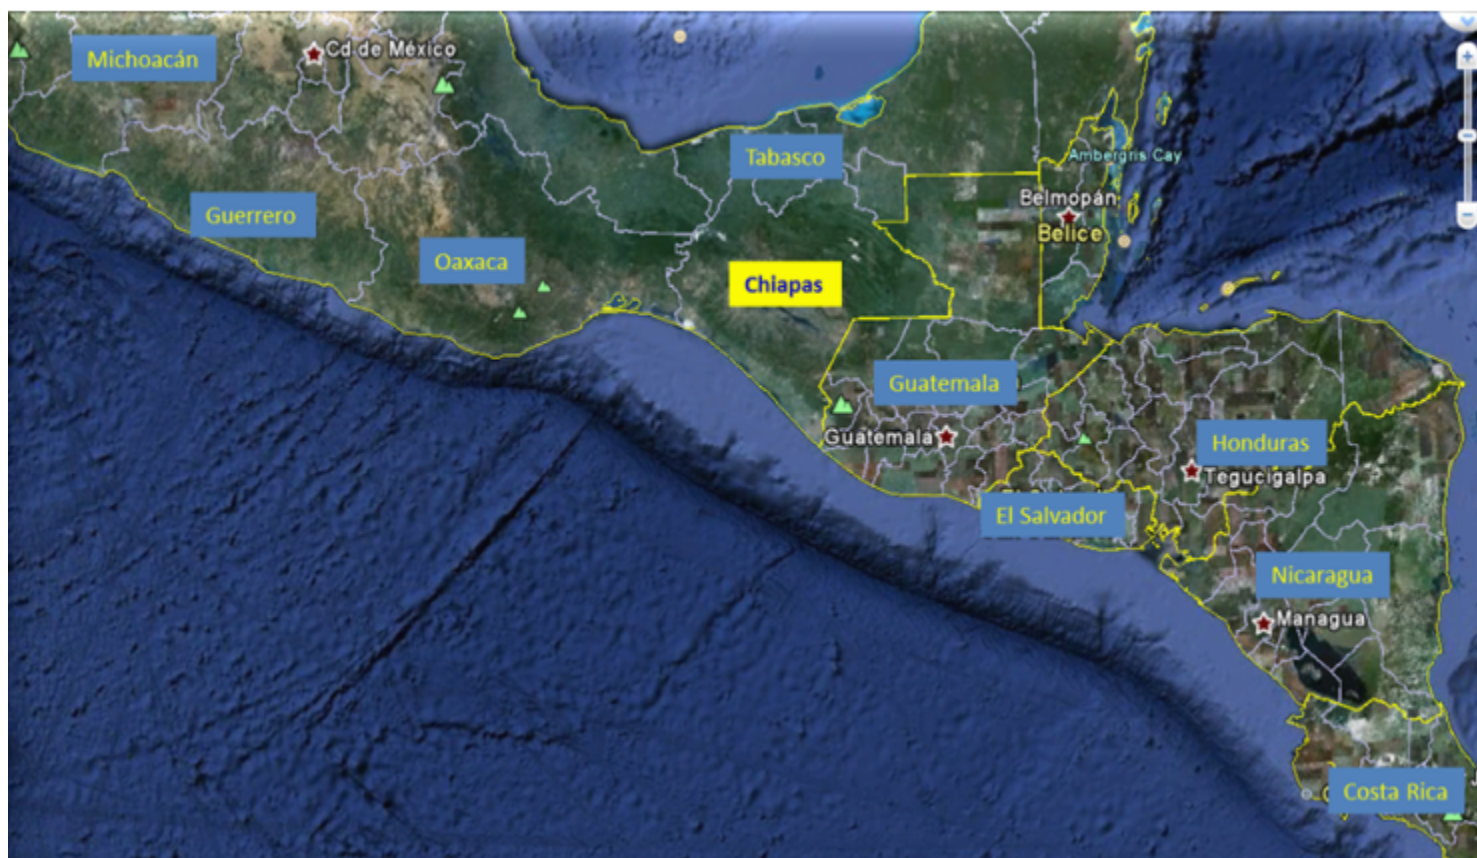 Michoacán
Cd de México
Tabasco
Ambergris Cay
Guerrero
Belmopán
Belice
Oaxaca
Chiapas
Guatemala
Guatemala
Honduras
Tegucigalpa
El Salvador
Nicaragua
Managua
Costa Rica